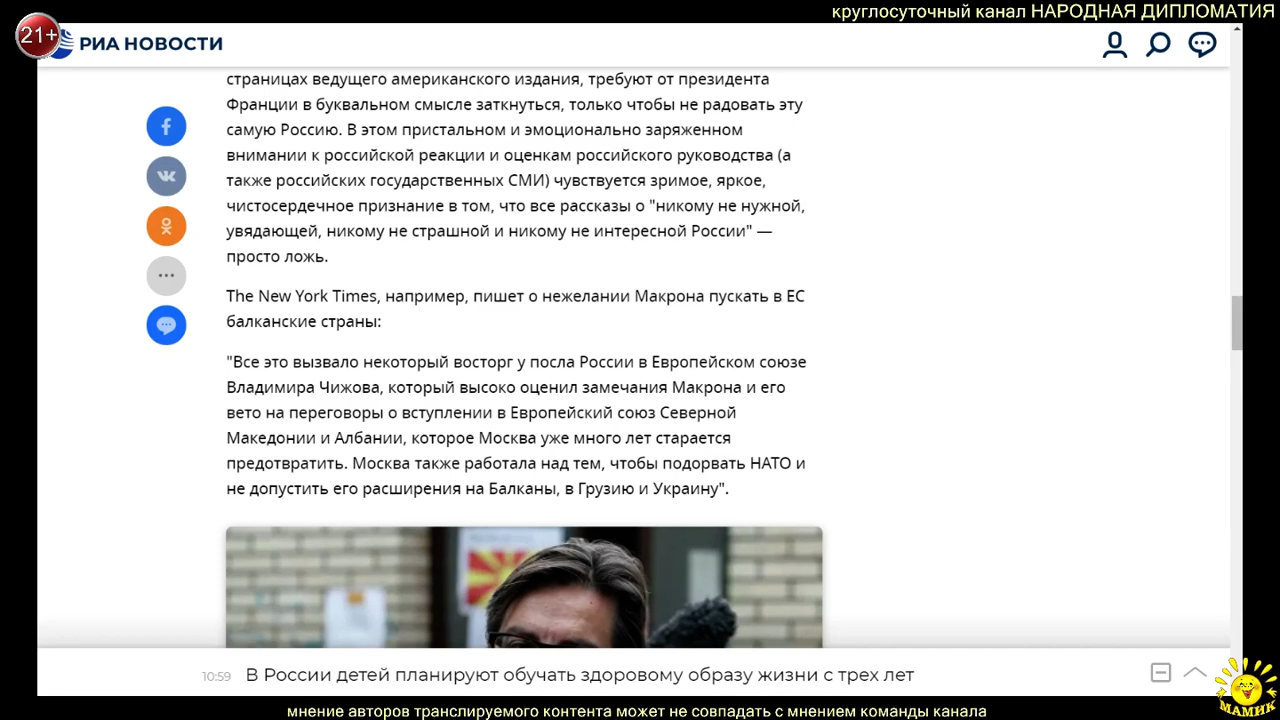 круглосуточный канал НАРОДНАЯ ДИПЛОМАТИЯ
21+
РИА НОВОСТИ
страницах ведущего американского издания, требуют от президента
Франции в буквальном смысле заткнуться, только чтобы не радовать эту
самую Россию. В этом пристальном и эмоционально заряженном
внимании к российской реакции и оценкам российского руководства (а
также российских государственных СМИ) чувствуется зримое, яркое,
чистосердечное признание в том, что все рассказы о "никому не нужной,
увядающей, никому не страшной и никому не интересной России" —
просто ложь.
The New York Times, например, пишет о нежелании Макрона пускать в ЕС
балканские страны:
"Все это вызвало некоторый восторг у посла России в Европейском союзе
Владимира Чижова, который высоко оценил замечания Макрона и его
вето на переговоры о вступлении в Европейский союз Северной
Македонии и Албании, которое Москва уже много лет старается
предотвратить. Москва также работала над тем, чтобы подорвать НАТО и
не допустить его расширения на Балканы, в Грузию и Украину".
10:59 В России детей планируют обучать здоровому образу жизни с трех лет
МАМИК
мнение авторов транслируемого контента может не совпадать с мнением команды канала